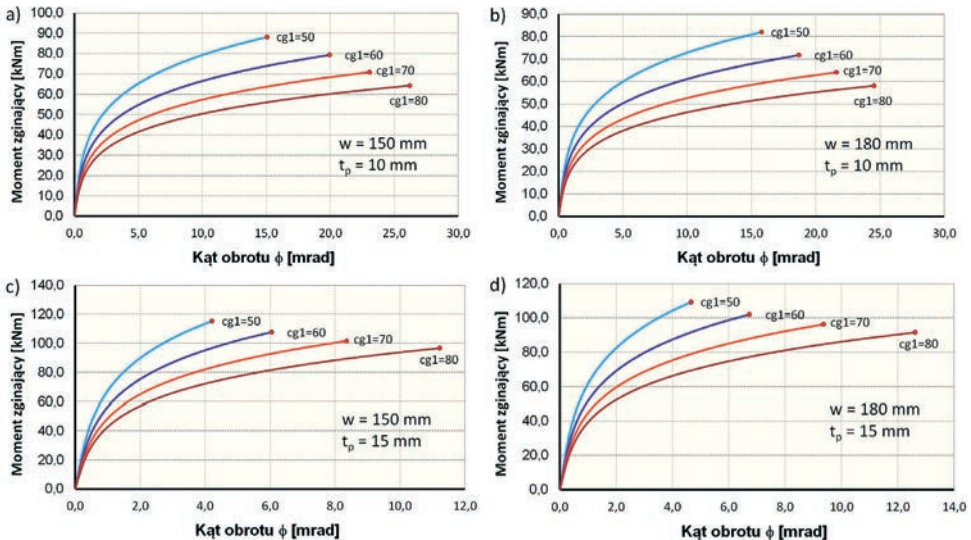 a)
Moment zginający [kNm]
100,0
90,0
80,0
70,0
60,0
50,0
40,0
30,0
20,0
10,0
0,0
cg1=50
cg1=60
cg1=70
cg1=80
w = 150 mm
tp = 10 mm
0,0 5,0 10,0 15,0 20,0 25,0 30,0
Kąt obrotu ϕ [mrad]
b)
Moment zginający [kNm]
90,0
80,0
70,0
60,0
50,0
40,0
30,0
20,0
10,0
0,0
cg1=50
cg1=60
cg1=70
cg1=80
w = 180 mm
tp = 10 mm
0,0 5,0 10,0 15,0 20,0 25,0 30,0
Kąt obrotu ϕ [mrad]
c)
Moment zginający [kNm]
140,0
120,0
100,0
80,0
60,0
40,0
20,0
0,0
cg1=50
cg1=60
cg1=70
cg1=80
w = 150 mm
tp = 15 mm
0,0 2,0 4,0 6,0 8,0 10,0 12,0
Kąt obrotu ϕ [mrad]
d)
Moment zginający [kNm]
120,0
100,0
80,0
60,0
40,0
20,0
0,0
cg1=50
cg1=60
cg1=70
cg1=80
w = 180 mm
tp = 15 mm
0,0 2,0 4,0 6,0 8,0 10,0 12,0 14,0
Kąt obrotu ϕ [mrad]